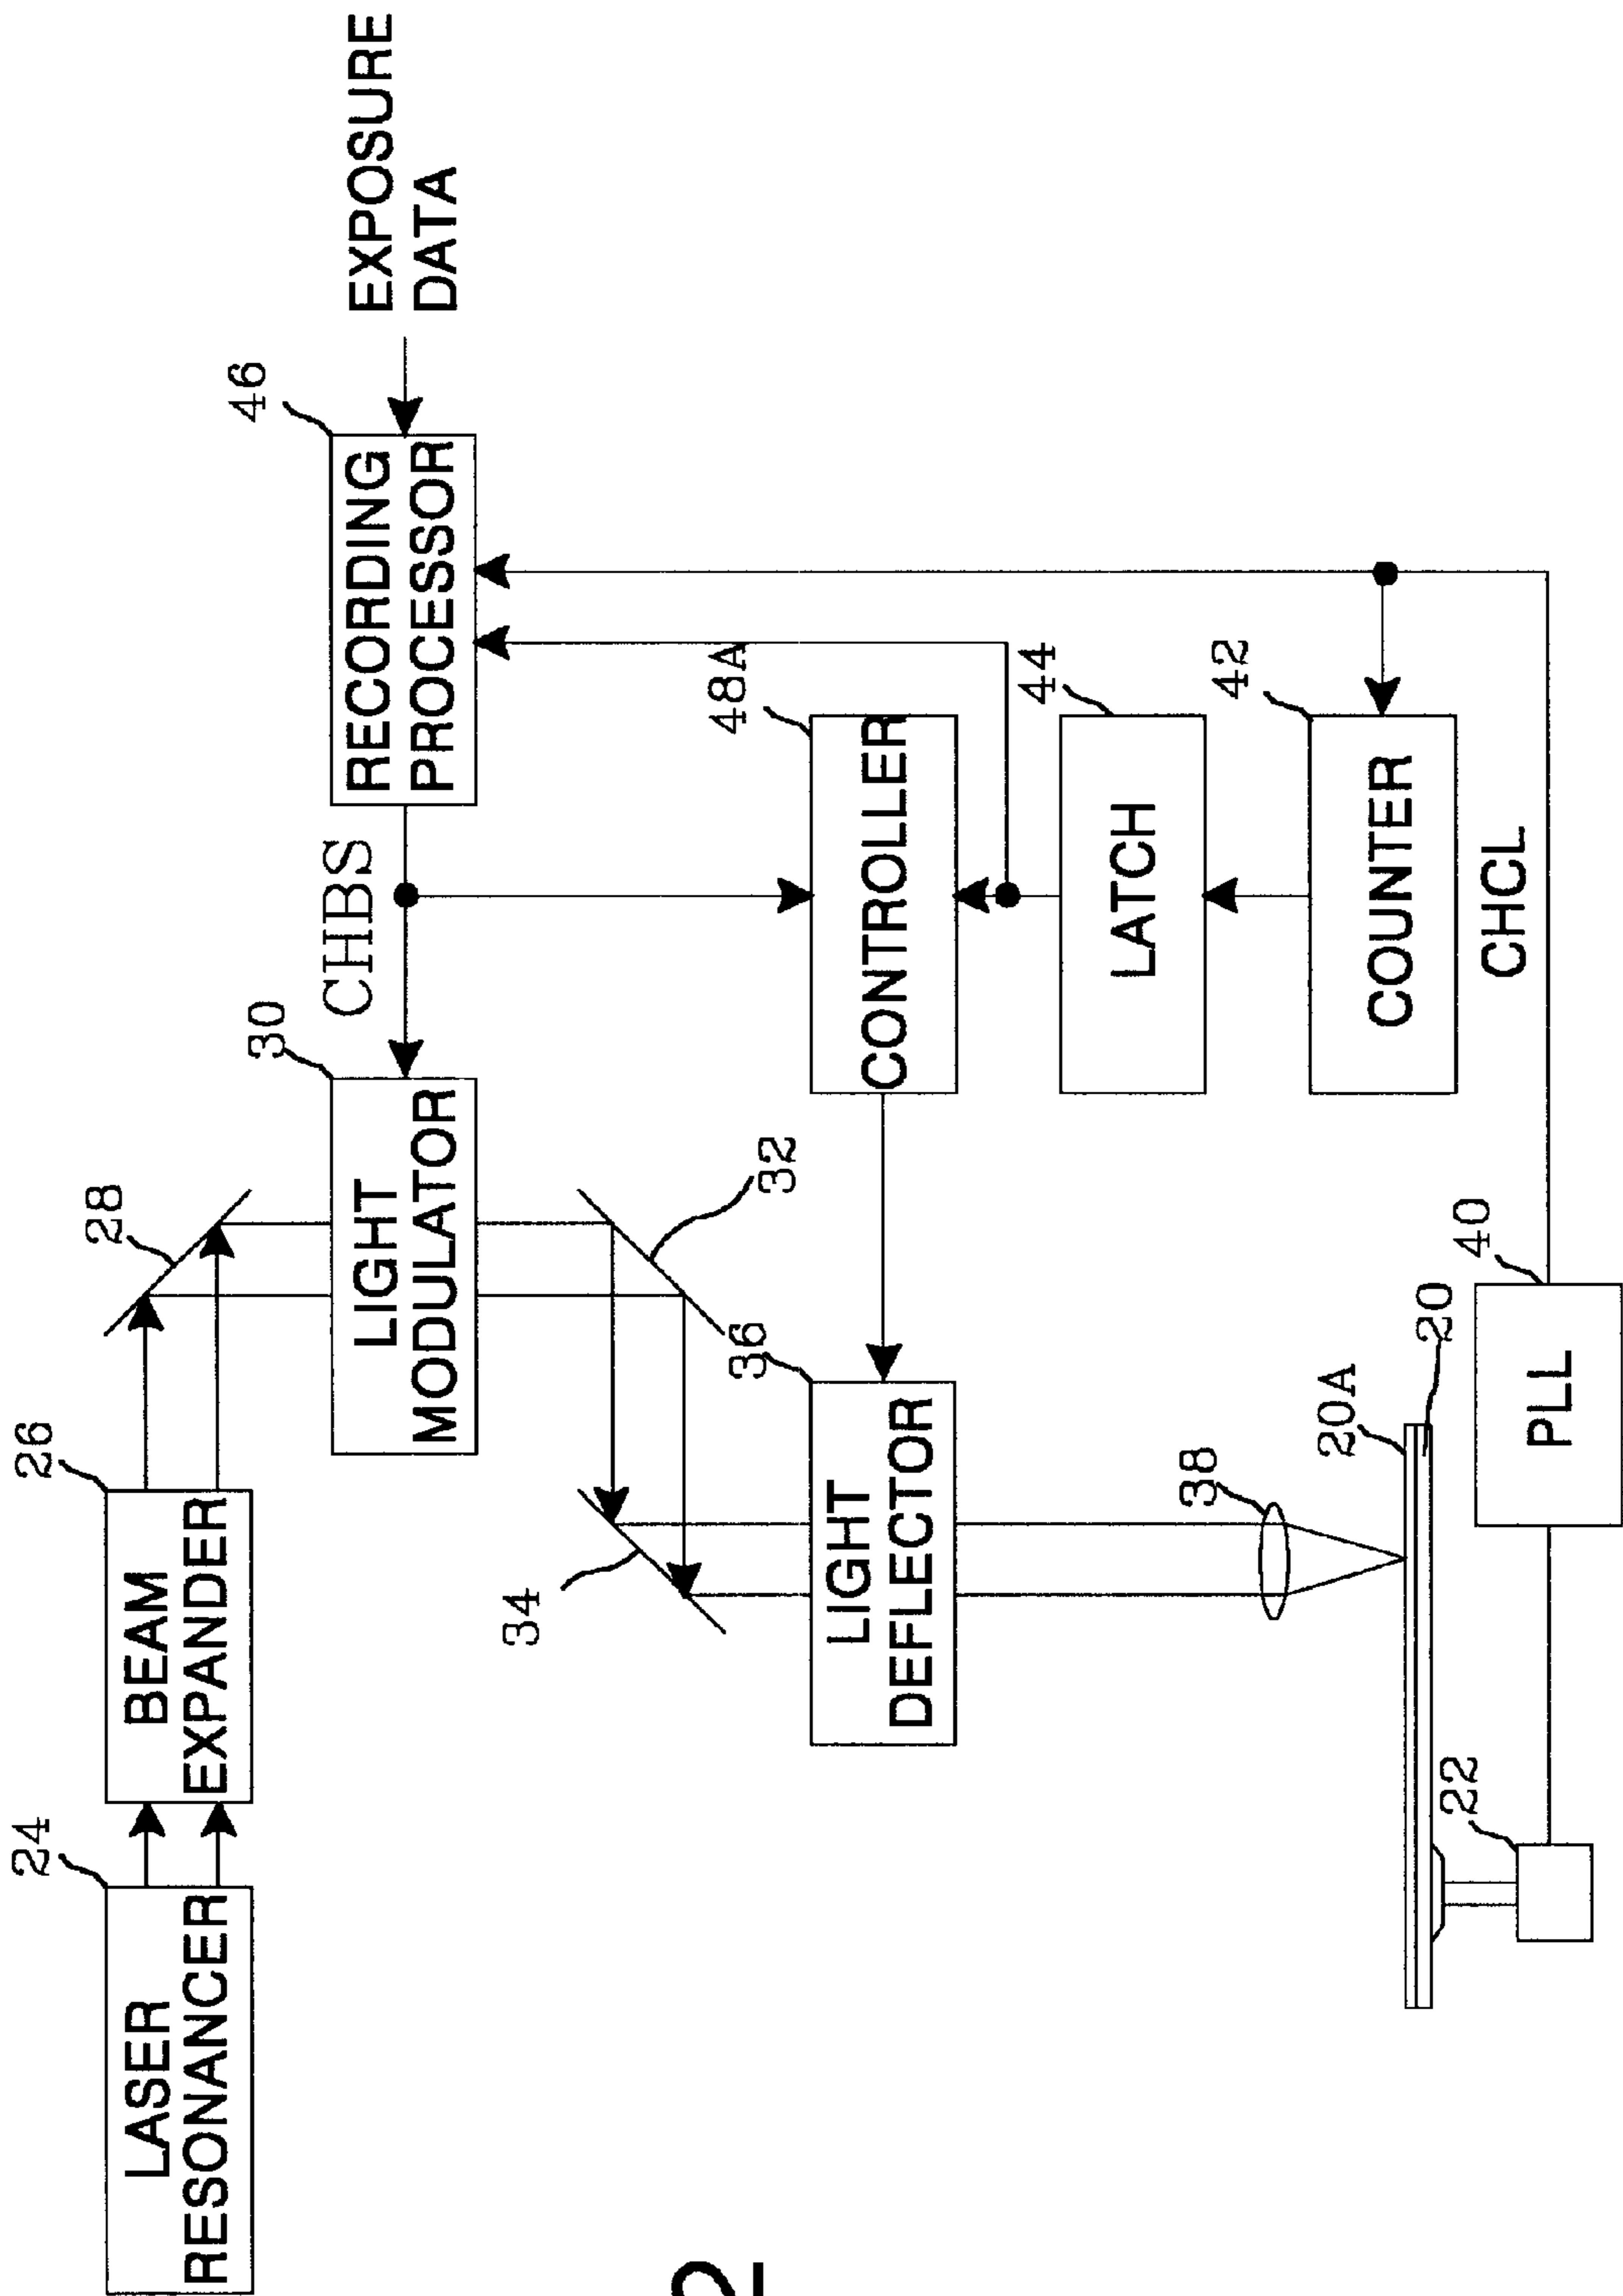 24
LASER
RESONANCER
26
BEAM
EXPANDER
28
30
LIGHT
MODULATOR
CHBS
46
RECORDING
PROCESSOR
EXPOSURE
DATA
32
34
36
LIGHT
DEFLECTOR
48A
CONTROLLER
44
LATCH
42
COUNTER
CHCL
38
20A
20
22
40
PLL
2